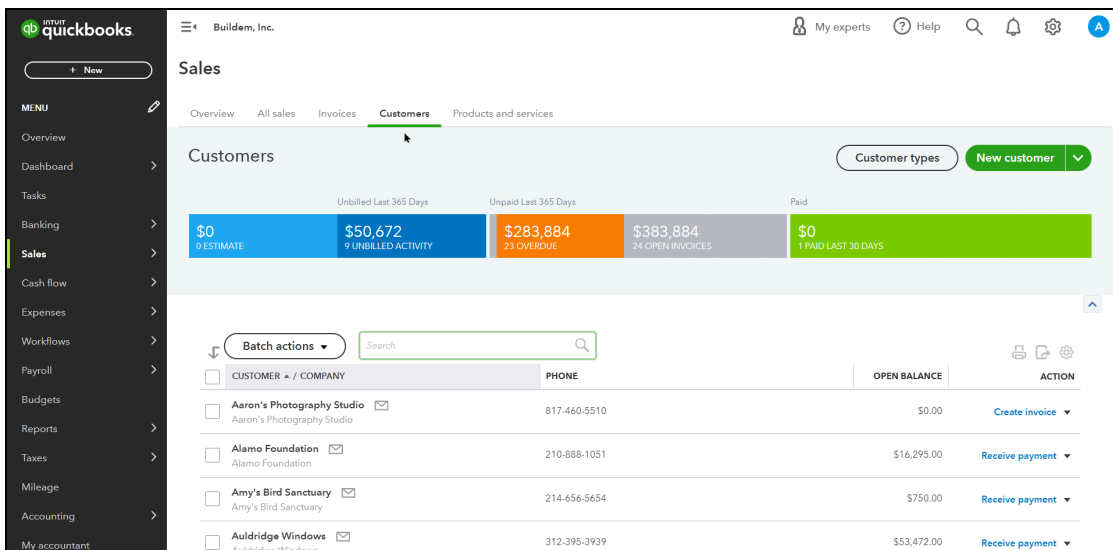 INTUIT
quickbooks.
Buildem, Inc.
My experts
Help
A
+ New
Sales
MENU
Overview
Dashboard
Tasks
Banking
Sales
Cash flow
Expenses
Workflows
Payroll
Budgets
Reports
Taxes
Mileage
Accounting
My accountant
Overview All sales Invoices Customers Products and services
Customers
Customer types
New customer
Unbilled Last 365 Days Unpaid Last 365 Days Paid
$0 $50,672 $283,884 $383,884 $0
0 ESTIMATE 9 UNBILLED ACTIVITY 23 OVERDUE 24 OPEN INVOICES 1 PAID LAST 30 DAYS
Batch actions
Search
CUSTOMER ▲ / COMPANY PHONE OPEN BALANCE ACTION
Aaron's Photography Studio
Aaron's Photography Studio
817-460-5510 $0.00 Create invoice
Alamo Foundation
Alamo Foundation
210-888-1051 $16,295.00 Receive payment
Amy's Bird Sanctuary
Amy's Bird Sanctuary
214-656-5654 $750.00 Receive payment
Auldridge Windows
Auldridge Windows
312-395-3939 $53,472.00 Receive payment